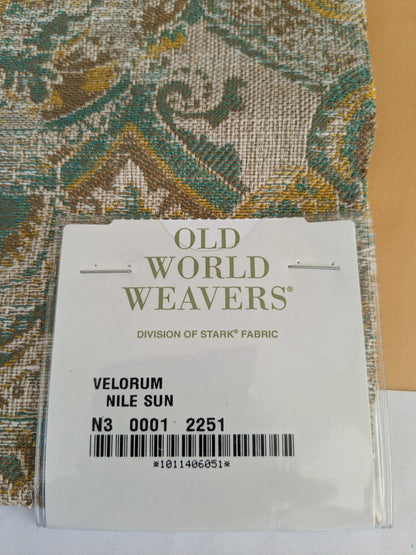 OLD
WORLD
WEAVERS®
DIVISION OF STARK® FABRIC
VELORUM
NILE SUN
N3 0001 2251
*1011406051*